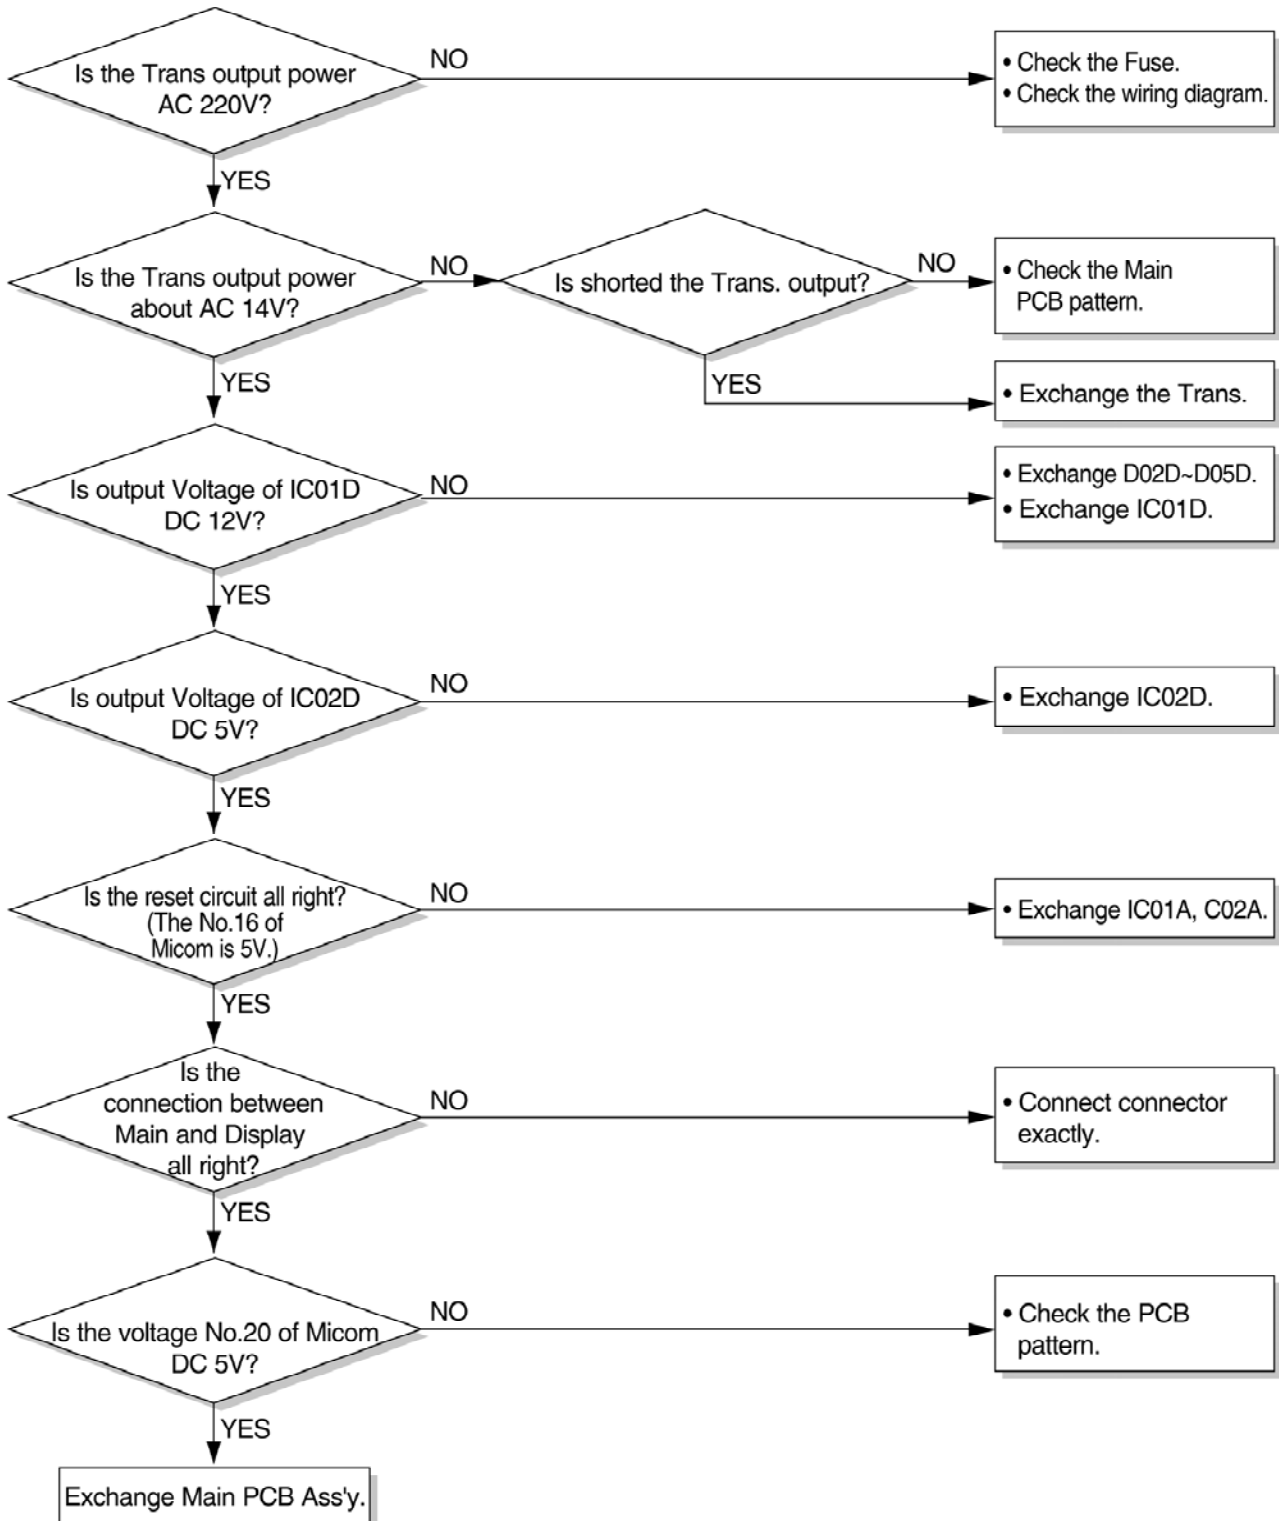 Is the Trans output power
AC 220V?
NO
• Check the Fuse.
• Check the wiring diagram.
YES
Is the Trans output power
about AC 14V?
NO
Is shorted the Trans. output?
NO
• Check the Main
PCB pattern.
YES
YES
• Exchange the Trans.
Is output Voltage of IC01D
DC 12V?
NO
• Exchange D02D~D05D.
• Exchange IC01D.
YES
Is output Voltage of IC02D
DC 5V?
NO
• Exchange IC02D.
YES
Is the reset circuit all right?
(The No.16 of
Micom is 5V.)
NO
• Exchange IC01A, C02A.
YES
Is the
connection between
Main and Display
all right?
NO
• Connect connector
exactly.
YES
Is the voltage No.20 of Micom
DC 5V?
NO
• Check the PCB
pattern.
YES
Exchange Main PCB Ass'y.